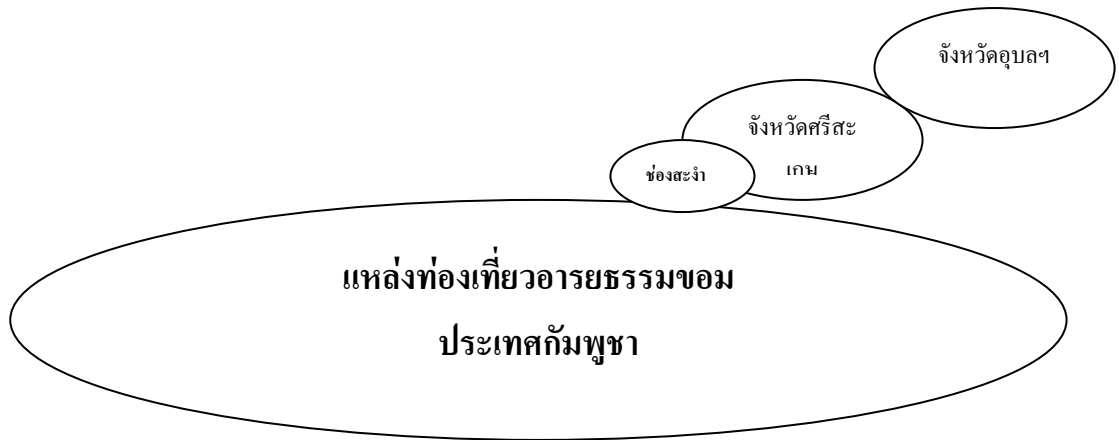 จังหวัดอุบลฯ
จังหวัดศรีสะ
เกษ
ช่องสะงำ
แหล่งท่องเที่ยวอารยธรรมขอม
ประเทศกัมพูชา